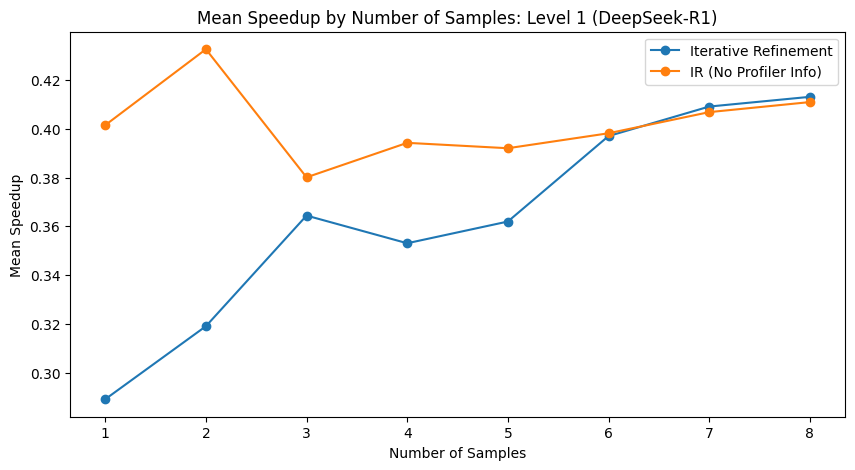 Mean Speedup by Number of Samples: Level 1 (DeepSeek-R1)
Iterative Refinement
IR (No Profiler Info)
Mean Speedup
0.42
0.40
0.38
0.36
0.34
0.32
0.30
1 2 3 4 5 6 7 8
Number of Samples